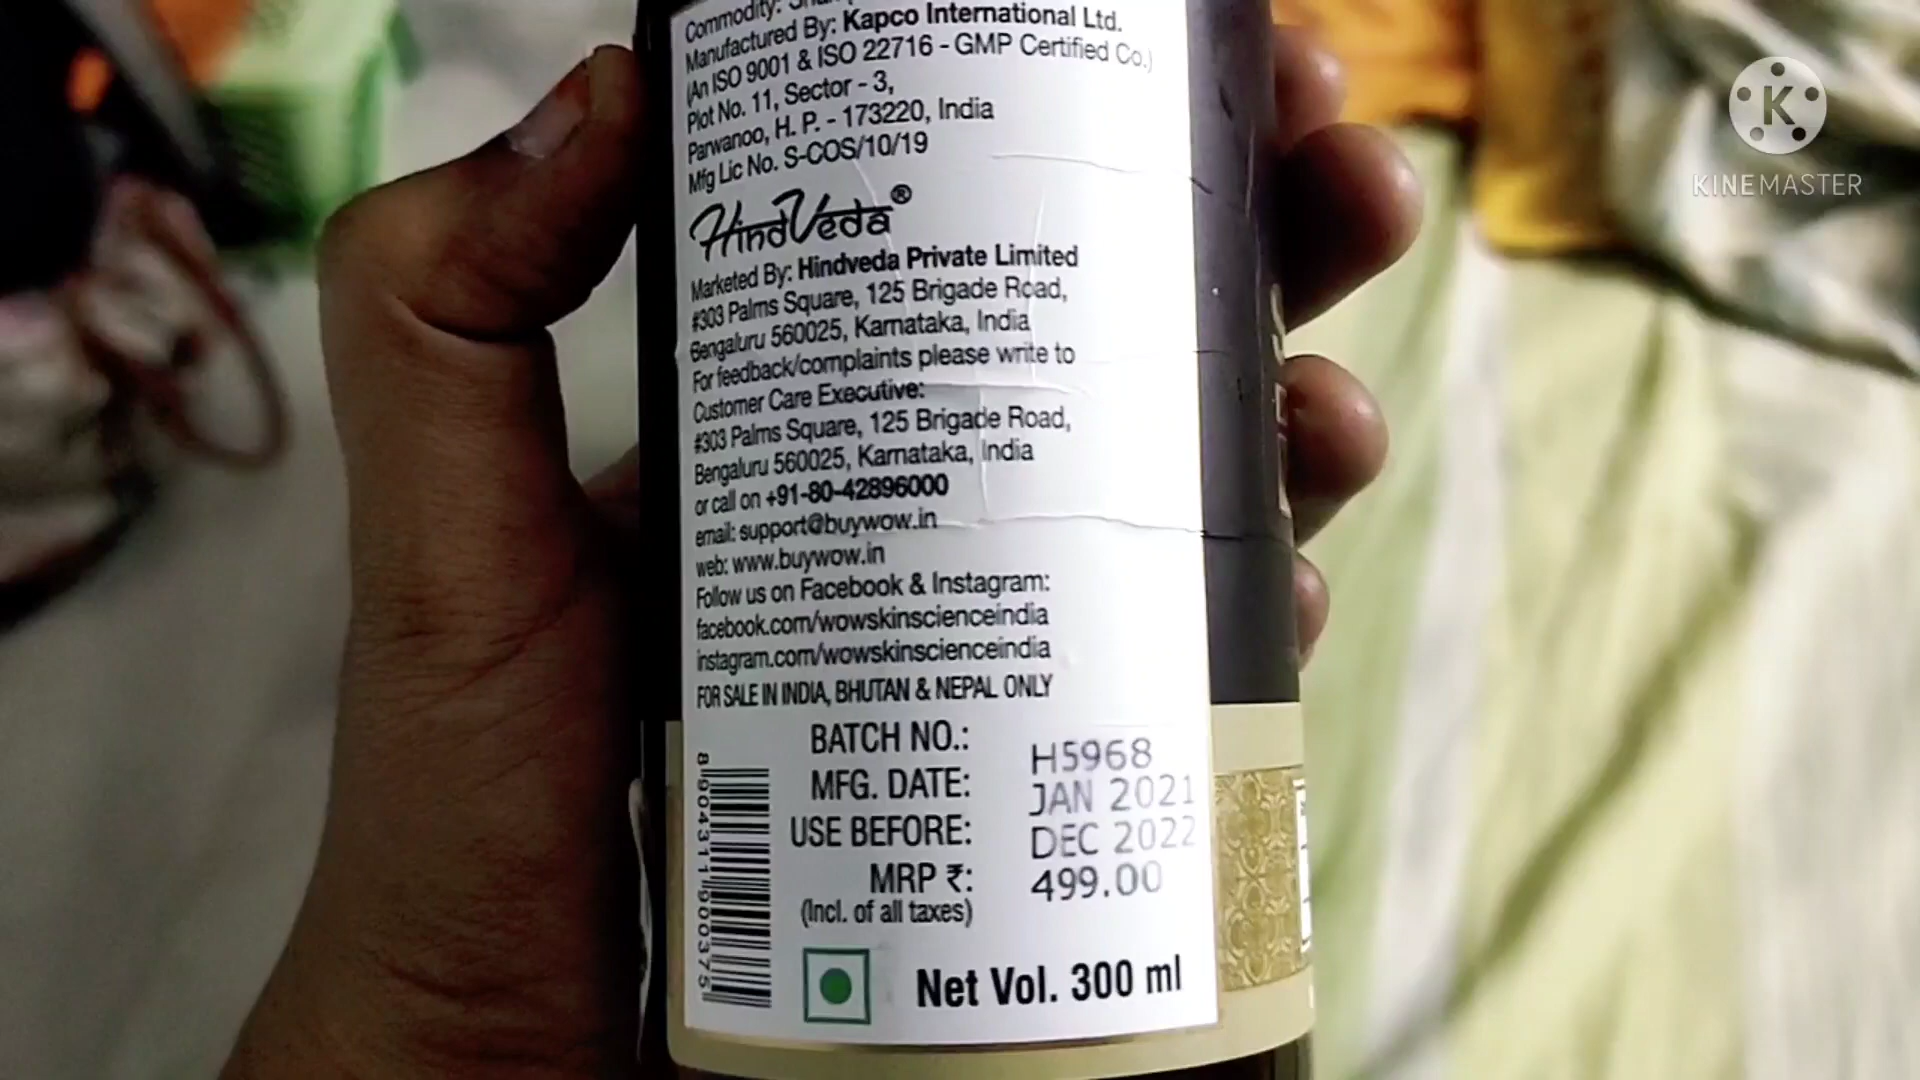 Commodity:
Manufactured By: Kapco International Ltd.
(An ISO 9001 & ISO 22716 - GMP Certified Co.)
Plot No. 11, Sector - 3,
Parwanoo, H. P. - 173220, India
Mfg Lic No. S-COS/10/19
HindVeda®
Marketed By: Hindveda Private Limited
#303 Palms Square, 125 Brigade Road,
Bengaluru 560025, Karnataka, India
For feedback/complaints please write to
Customer Care Executive:
#303 Palms Square, 125 Brigade Road,
Bengaluru 560025, Karnataka, India
or call on +91-80-42896000
email: support@buywow.in
web: www.buywow.in
Follow us on Facebook & Instagram:
facebook.com/wowskinscienceindia
instagram.com/wowskinscienceindia
FOR SALE IN INDIA, BHUTAN & NEPAL ONLY
BATCH NO.: H5968
MFG. DATE: JAN 2021
USE BEFORE: DEC 2022
MRP ₹: 499.00
(Incl. of all taxes)
Net Vol. 300 ml
8 904311 900375
K
KINEMASTER